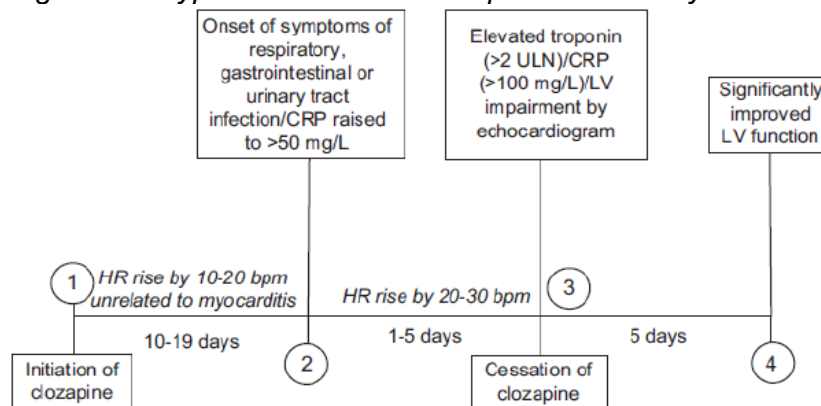 Onset of symptoms of
respiratory,
gastrointestinal or
urinary tract
infection/CRP raised
to >50 mg/L
Elevated troponin
(>2 ULN)/CRP
(>100 mg/L)/LV
impairment by
echocardiogram
Significantly
improved
LV function
1
HR rise by 10-20 bpm
unrelated to myocarditis
HR rise by 20-30 bpm
3
10-19 days
2
1-5 days
5 days
4
Initiation of
clozapine
Cessation of
clozapine